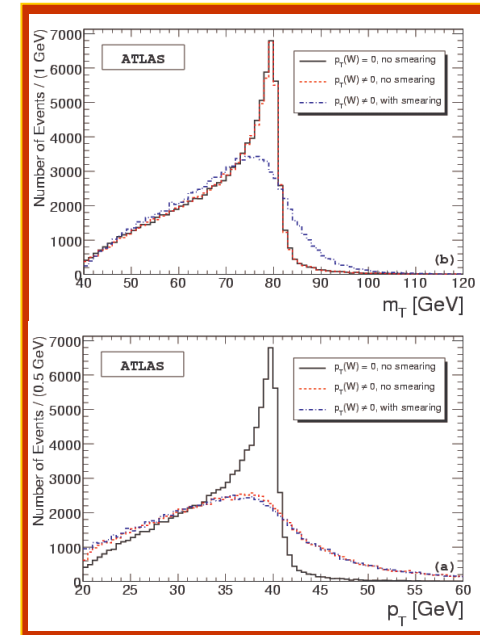 Number of Events / (1 GeV)
7000
6000
5000
4000
3000
2000
1000
0
ATLAS
p_T(W) = 0, no smearing
p_T(W) ≠ 0, no smearing
p_T(W) ≠ 0, with smearing
(b)
40 50 60 70 80 90 100 110 120
m_T [GeV]
Number of Events / (0.5 GeV)
7000
6000
5000
4000
3000
2000
1000
0
ATLAS
p_T(W) = 0, no smearing
p_T(W) ≠ 0, no smearing
p_T(W) ≠ 0, with smearing
(a)
20 25 30 35 40 45 50 55 60
p_T [GeV]